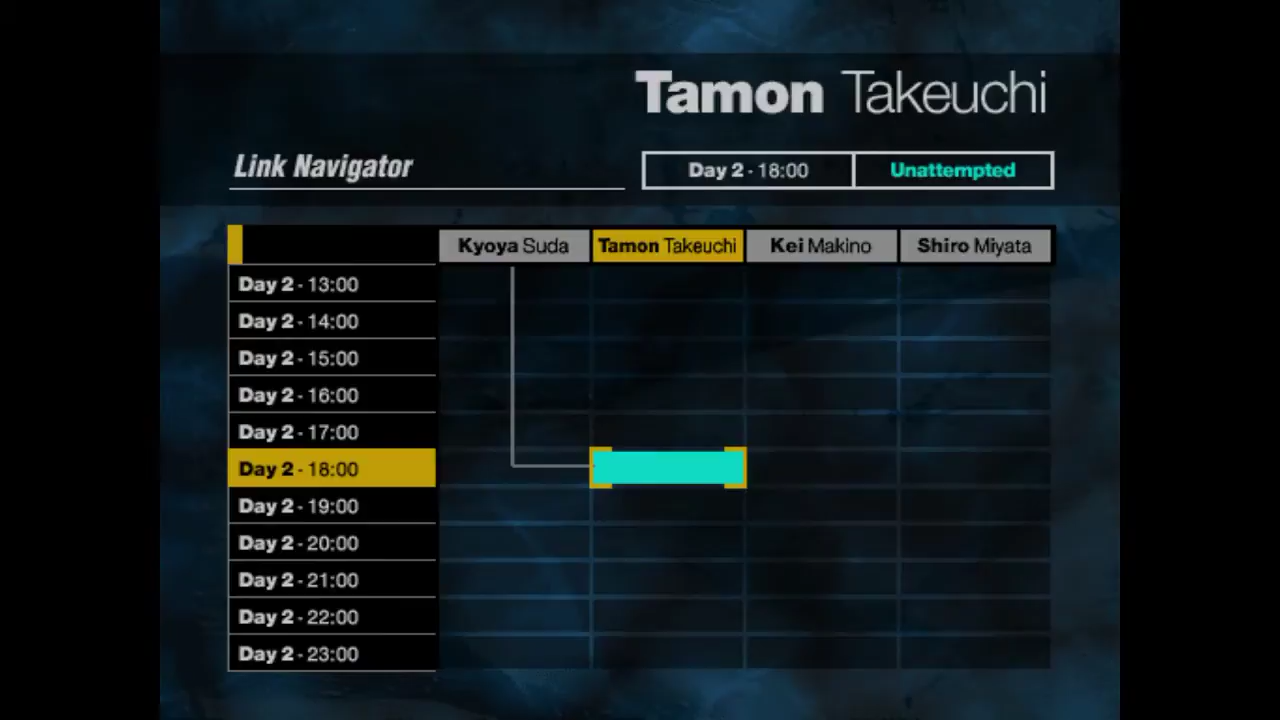 Tamon Takeuchi
Link Navigator
Day 2 - 18:00 Unattempted
Kyoya Suda Tamon Takeuchi Kei Makino Shiro Miyata
Day 2 - 13:00
Day 2 - 14:00
Day 2 - 15:00
Day 2 - 16:00
Day 2 - 17:00
Day 2 - 18:00
Day 2 - 19:00
Day 2 - 20:00
Day 2 - 21:00
Day 2 - 22:00
Day 2 - 23:00